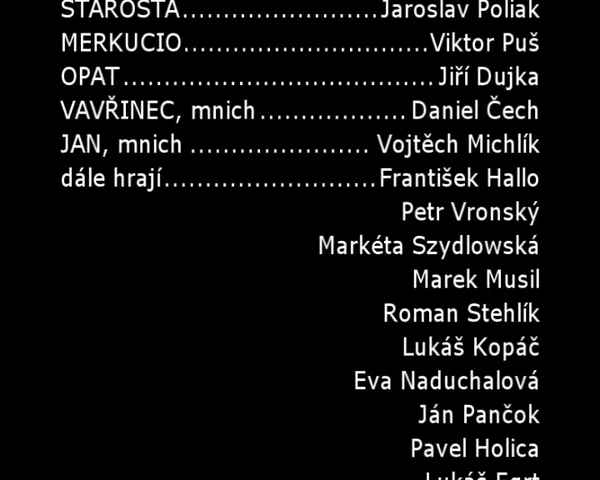 STAROSTA........................Jaroslav Poliak
MERKUCIO..............................Viktor Puš
OPAT......................................Jiří Dujka
VAVŘINEC, mnich.................. Daniel Čech
JAN, mnich ...................... Vojtěch Michlík
dále hrají..........................František Hallo
Petr Vronský
Markéta Szydlowská
Marek Musil
Roman Stehlík
Lukáš Kopáč
Eva Naduchalová
Ján Pančok
Pavel Holica
Lukáš